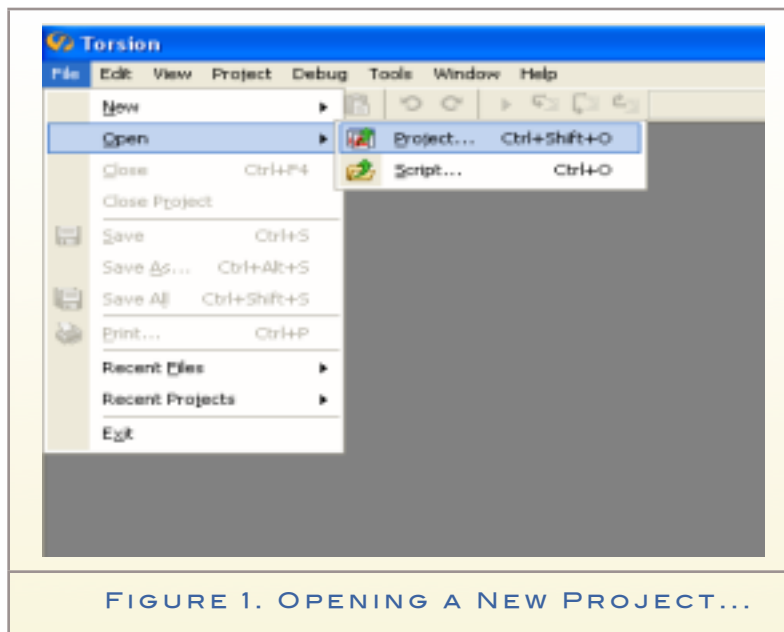 Torsion
File Edit View Project Debug Tools Window Help
New
Open
Project... Ctrl+Shift+O
Close Ctrl+F4
Script... Ctrl+O
Close Project
Save Ctrl+S
Save As... Ctrl+Alt+S
Save All Ctrl+Shift+S
Print... Ctrl+P
Recent Files
Recent Projects
Exit
Figure 1. Opening a New Project...